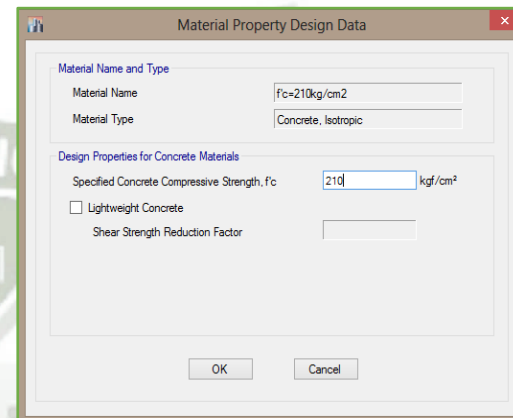 Material Property Design Data
Material Name and Type
Material Name f'c=210kg/cm2
Material Type Concrete, Isotropic
Design Properties for Concrete Materials
Specified Concrete Compressive Strength, f'c 210 kgf/cm²
Lightweight Concrete
Shear Strength Reduction Factor
OK Cancel